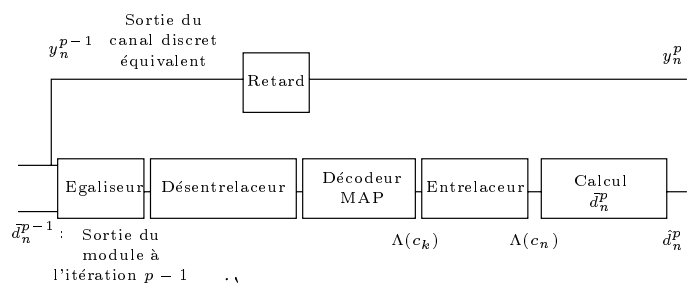 Sortie du
canal discret
équivalent
y_n^{p-1}
y_n^p
Retard
Egaliseur
Désentrelaceur
Décodeur
MAP
Entrelaceur
Calcul
\bar{d}_n^p
\bar{d}_n^{p-1} :
Sortie du
module à
l'itération p − 1
Λ(c_k)
Λ(c_n)
\hat{d}_n^p